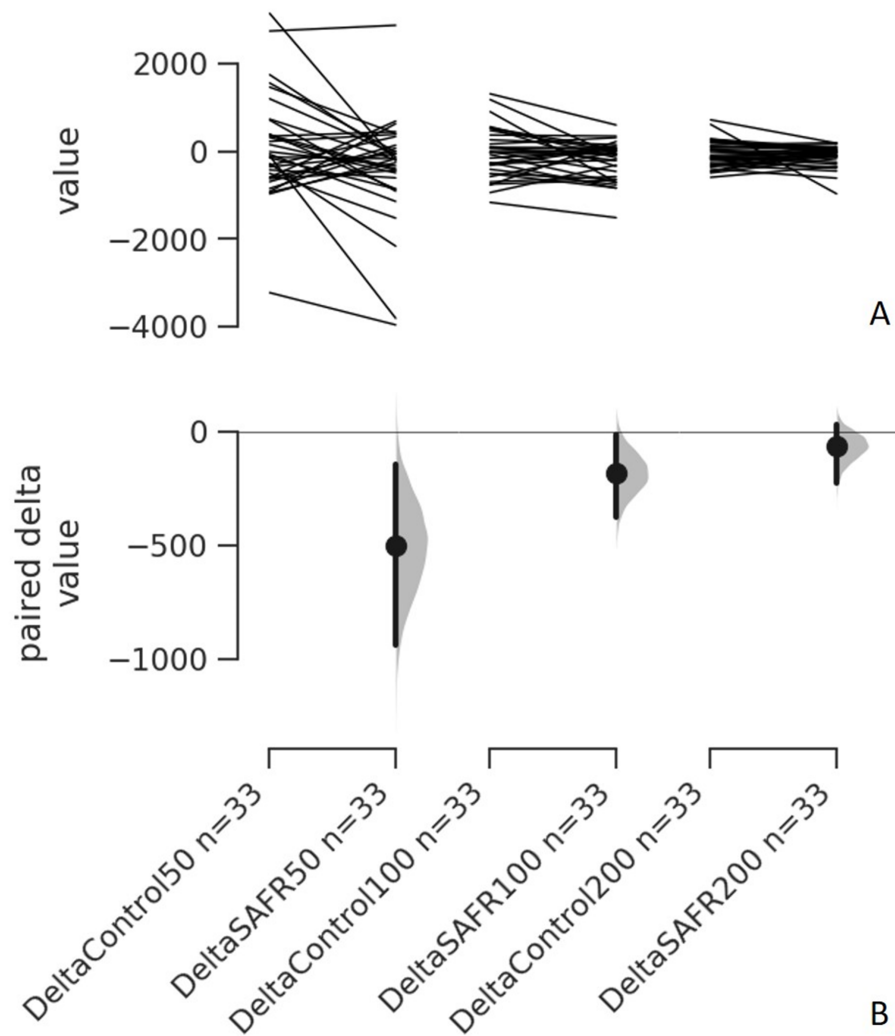 2000
0
−2000
−4000
value
A
0
−500
−1000
paired delta
value
DeltaControl50 n=33
DeltaSAFR50 n=33
DeltaControl100 n=33
DeltaSAFR100 n=33
DeltaControl200 n=33
DeltaSAFR200 n=33
B